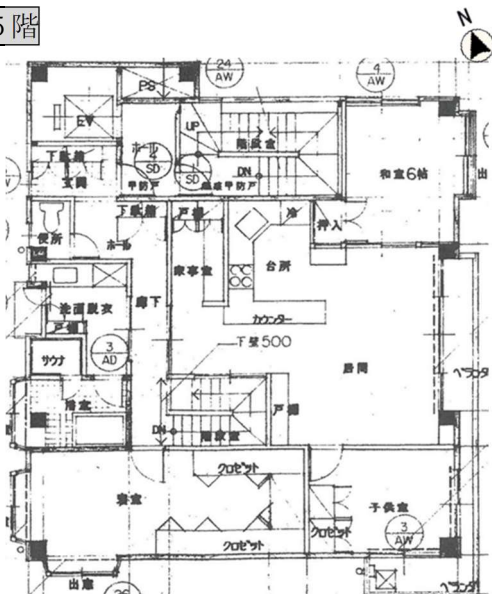 5階
N
24
AW
4
AW
PS
EV
UP
階段室
ホール
下駄箱
玄関
4
SD
甲防戸
DN
SD
甲防戸
和室6帖
出
下駄箱
戸棚
冷
押入
便所
ホール
家事室
台所
洗面脱衣
戸棚
廊下
カウンター
3
AD
サウナ
下壁500
居間
ベランダ
浴室
戸棚
DN
階段室
クロゼット
寝室
子供室
クロゼット
3
AW
クロゼット
出窓
ベランダ
26